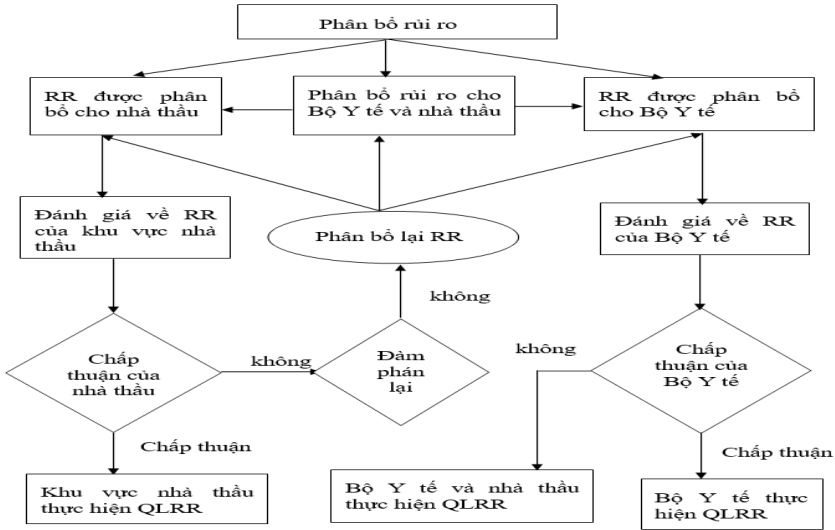 Phân bổ rủi ro
RR được phân
bổ cho nhà thầu
Phân bổ rủi ro cho
Bộ Y tế và nhà thầu
RR được phân bổ
cho Bộ Y tế
Đánh giá về RR
của khu vực nhà
thầu
Phân bổ lại RR
Đánh giá về RR
của Bộ Y tế
không
Chấp
thuận của
nhà thầu
không
Đàm
phán
lại
không
Chấp
thuận của
Bộ Y tế
Chấp thuận
Chấp thuận
Khu vực nhà thầu
thực hiện QLRR
Bộ Y tế và nhà thầu
thực hiện QLRR
Bộ Y tế thực
hiện QLRR